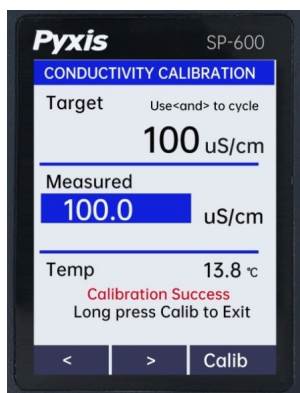 Pyxis SP-600
CONDUCTIVITY CALIBRATION
Target Use<and> to cycle
100 uS/cm
Measured
100.0 uS/cm
Temp 13.8 ℃
Calibration Success
Long press Calib to Exit
< > Calib